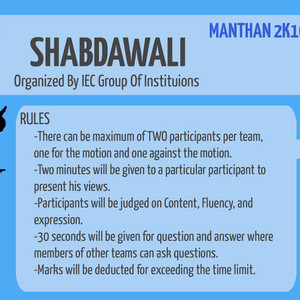 MANTHAN 2K1
SHABDAWALI
Organized By IEC Group Of Instituions
RULES
-There can be maximum of TWO participants per team,
one for the motion and one against the motion.
-Two minutes will be given to a particular participant to
present his views.
-Participants will be judged on Content, Fluency, and
expression.
-30 seconds will be given for question and answer where
members of other teams can ask questions.
-Marks will be deducted for exceeding the time limit.